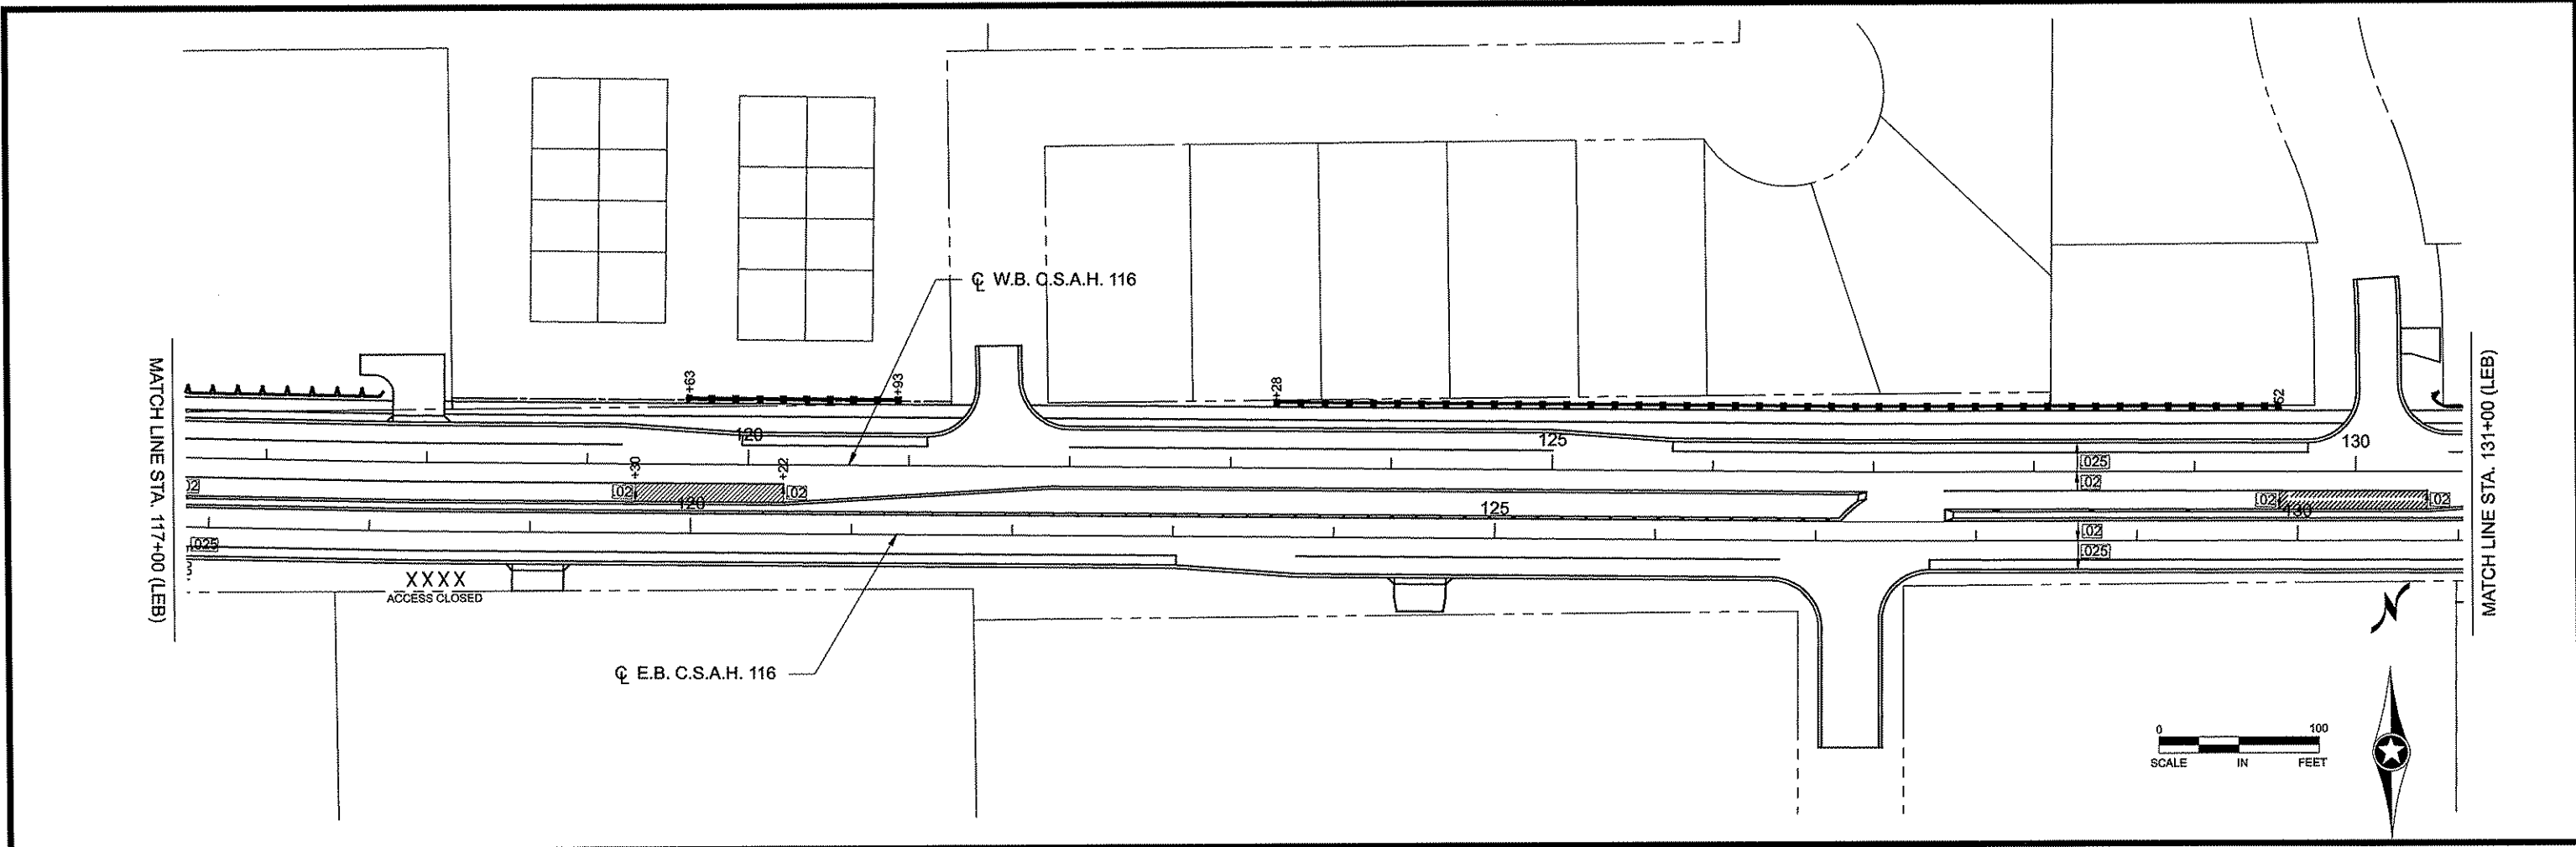 ℄ W.B. C.S.A.H. 116
MATCH LINE STA. 117+00 (LEB)
MATCH LINE STA. 131+00 (LEB)
+63
+93
+28
+52
120
125
130
+30
+22
.02
.02
.02
120
125
.025
.02
.02
.02
130
.02
.025
.025
XXXX
ACCESS CLOSED
℄ E.B. C.S.A.H. 116
N
0 100
SCALE IN FEET